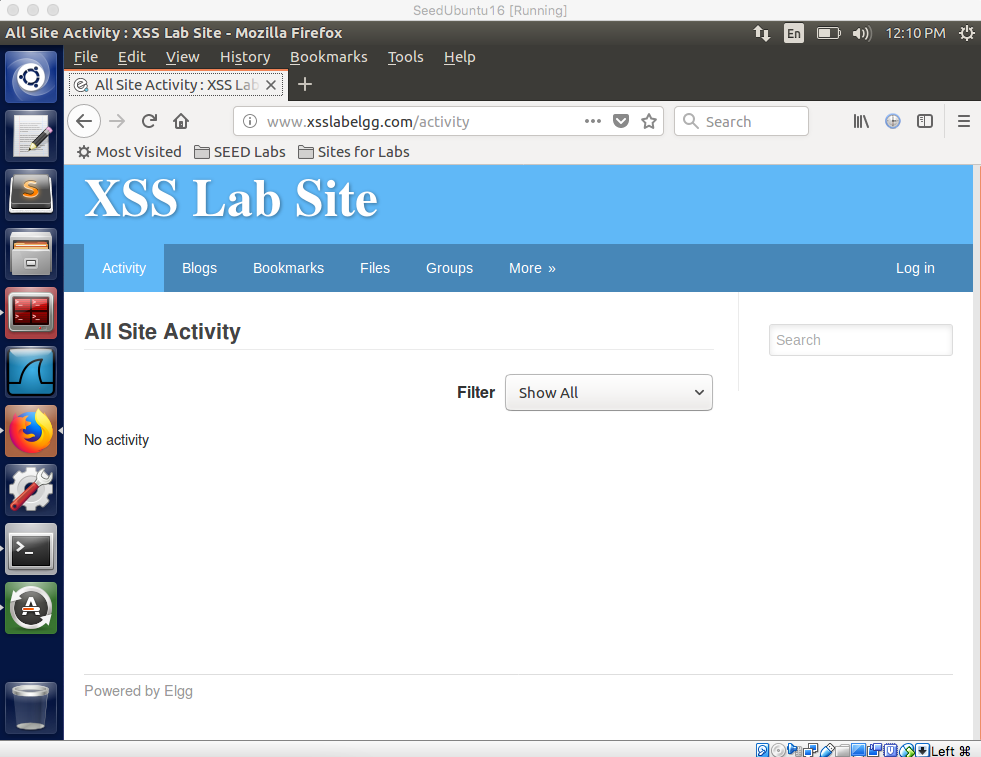 SeedUbuntu16 [Running]
All Site Activity : XSS Lab Site - Mozilla Firefox En 12:10 PM
File Edit View History Bookmarks Tools Help
All Site Activity : XSS Lab
www.xsslabelgg.com/activity Search
Most Visited SEED Labs Sites for Labs
XSS Lab Site
Activity Blogs Bookmarks Files Groups More » Log in
All Site Activity
Search
Filter Show All
No activity
Powered by Elgg
Left ⌘